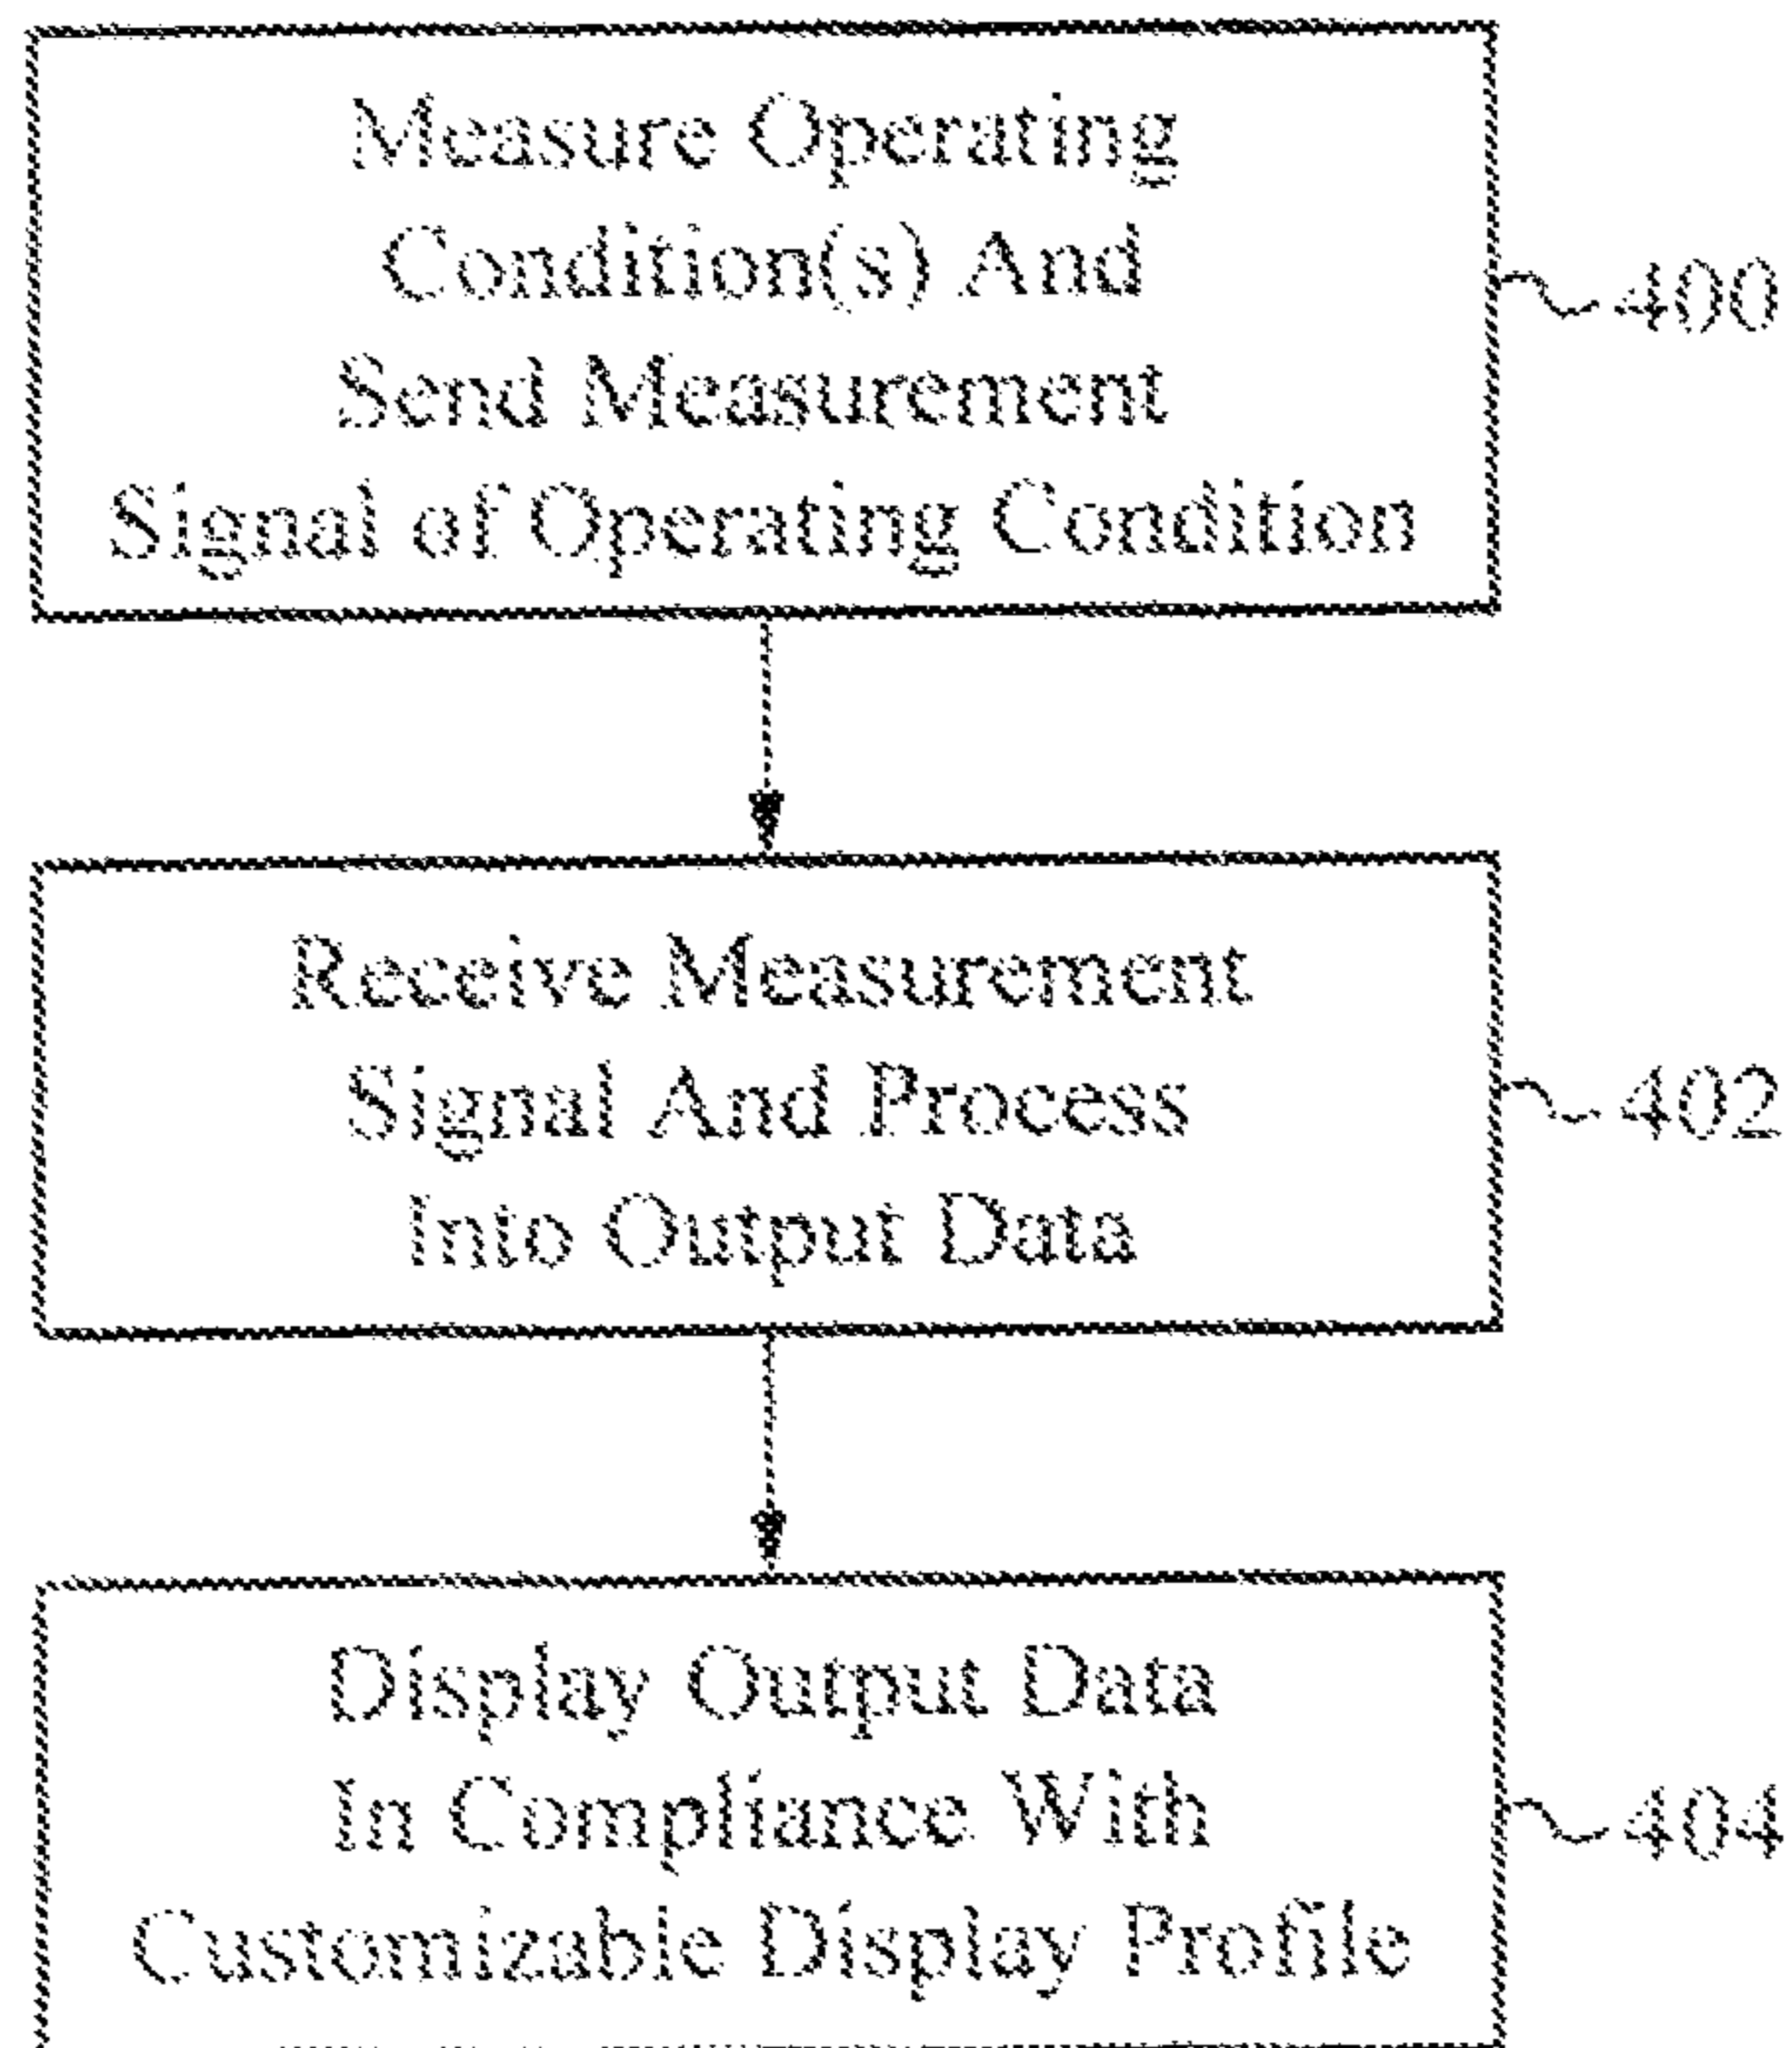 Measure Operating
Condition(s) And
Send Measurement
Signal of Operating Condition
400
Receive Measurement
Signal And Process
Into Output Data
402
Display Output Data
In Compliance With
Customizable Display Profile
404